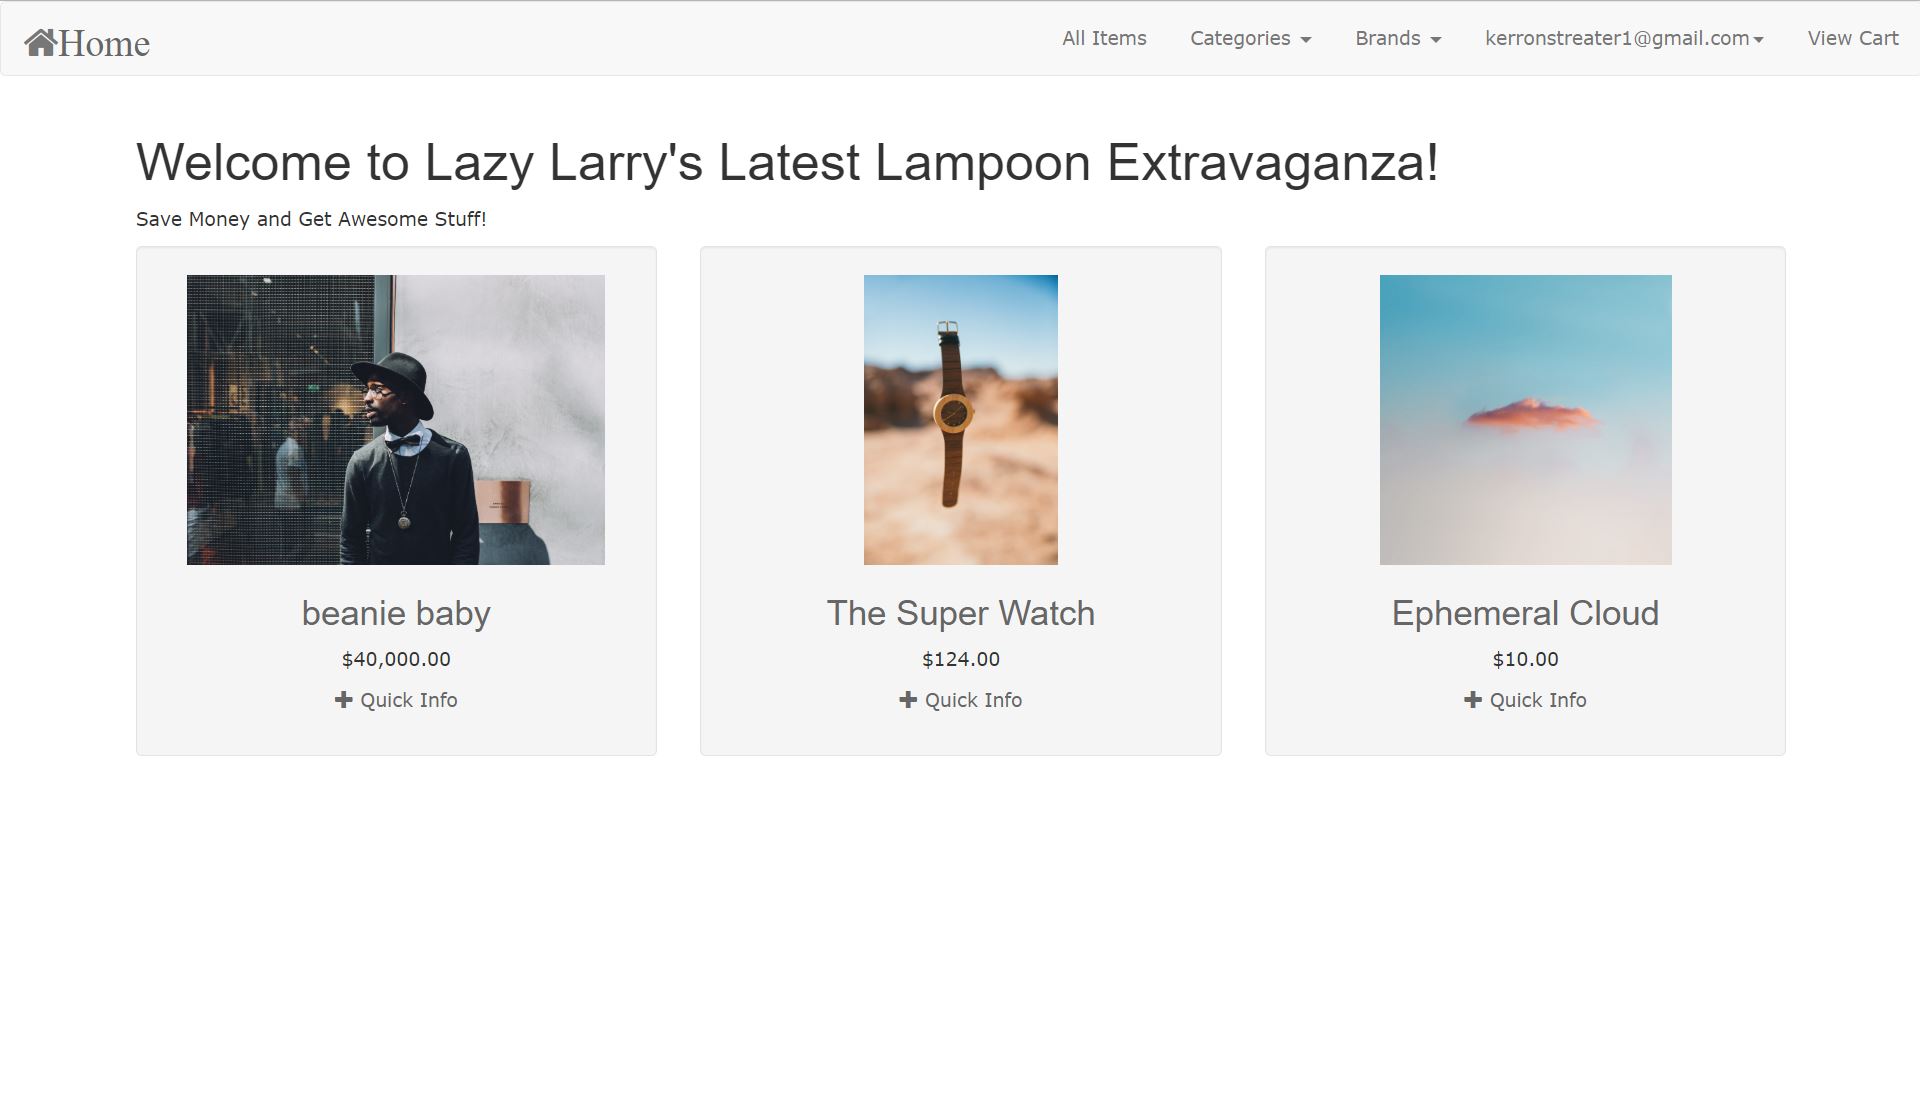 Home
All Items
Categories
Brands
kerronstreater1@gmail.com
View Cart
Welcome to Lazy Larry's Latest Lampoon Extravaganza!
Save Money and Get Awesome Stuff!
beanie baby
$40,000.00
Quick Info
The Super Watch
$124.00
Quick Info
Ephemeral Cloud
$10.00
Quick Info